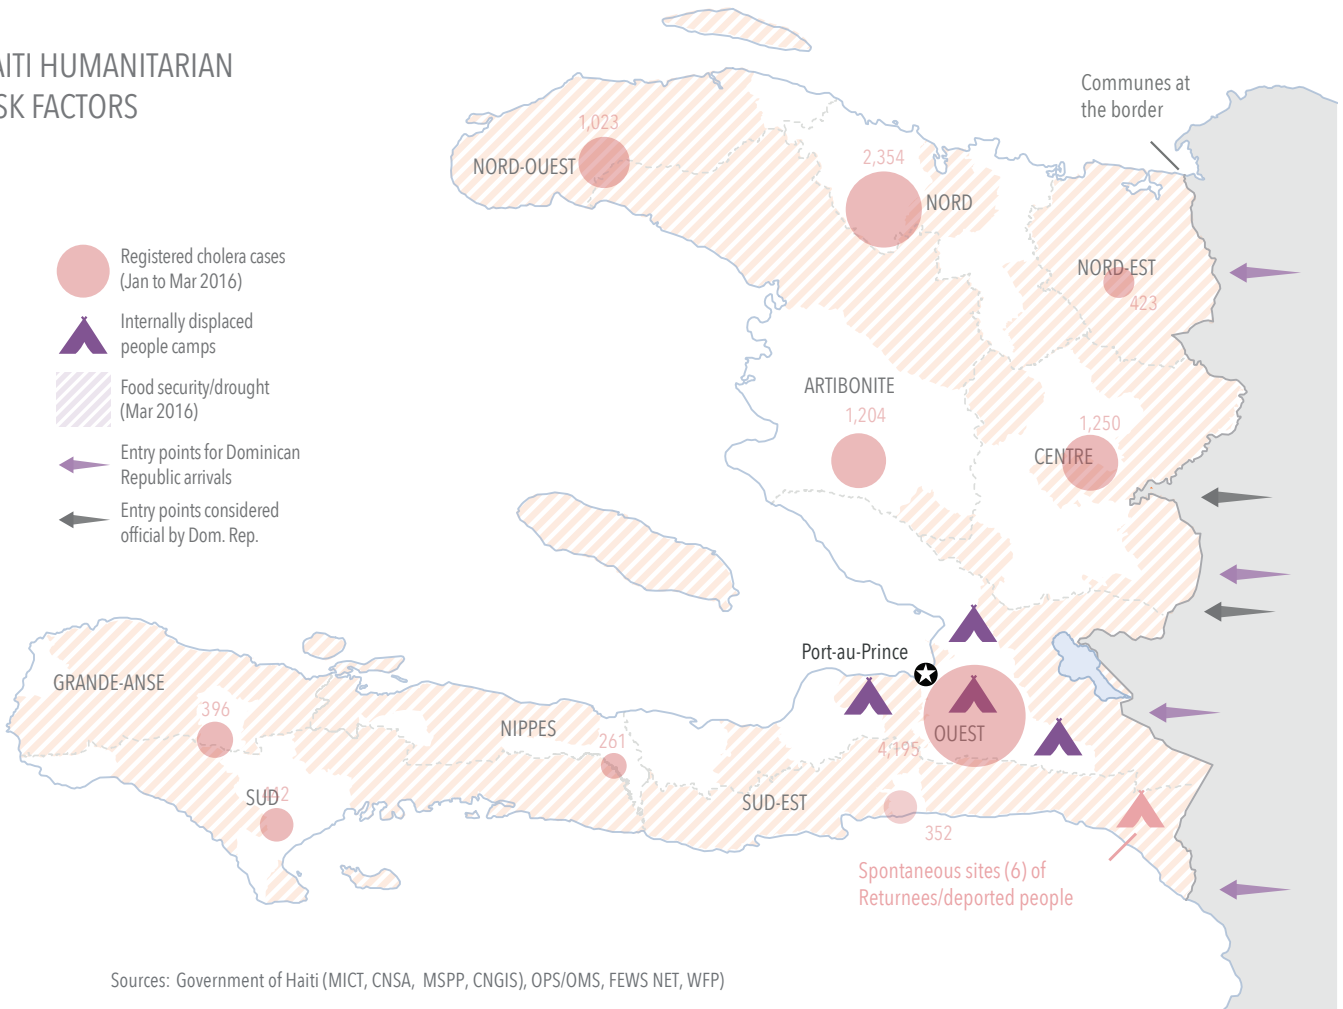 AITI HUMANITARIAN
SK FACTORS
Communes at
the border
1,023
NORD-OUEST
2,354
NORD
NORD-EST
423
Registered cholera cases
(Jan to Mar 2016)
Internally displaced
people camps
Food security/drought
(Mar 2016)
Entry points for Dominican
Republic arrivals
Entry points considered
official by Dom. Rep.
ARTIBONITE
1,204
1,250
CENTRE
Port-au-Prince
GRANDE-ANSE
396
NIPPES
261
OUEST
4,195
SUD
442
SUD-EST
352
Spontaneous sites (6) of
Returnees/deported people
Sources: Government of Haiti (MICT, CNSA, MSPP, CNGIS), OPS/OMS, FEWS NET, WFP)